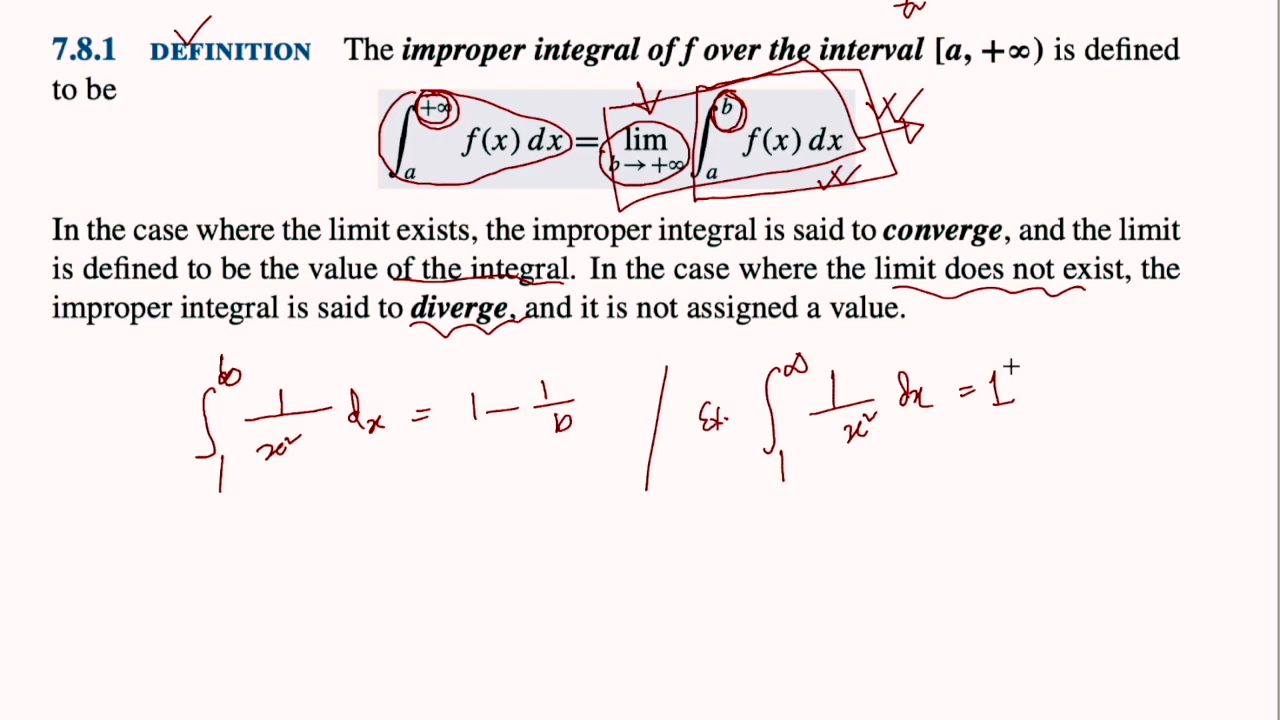 7.8.1 DEFINITION The improper integral of f over the interval [a, +∞) is defined
to be
∫ₐ^{+∞} f(x) dx = lim_{b→+∞} ∫ₐ^b f(x) dx
In the case where the limit exists, the improper integral is said to converge, and the limit
is defined to be the value of the integral. In the case where the limit does not exist, the
improper integral is said to diverge, and it is not assigned a value.
∫₁^b 1/x² dx = 1 − 1/b | Ex. ∫₁^∞ 1/x² dx = 1